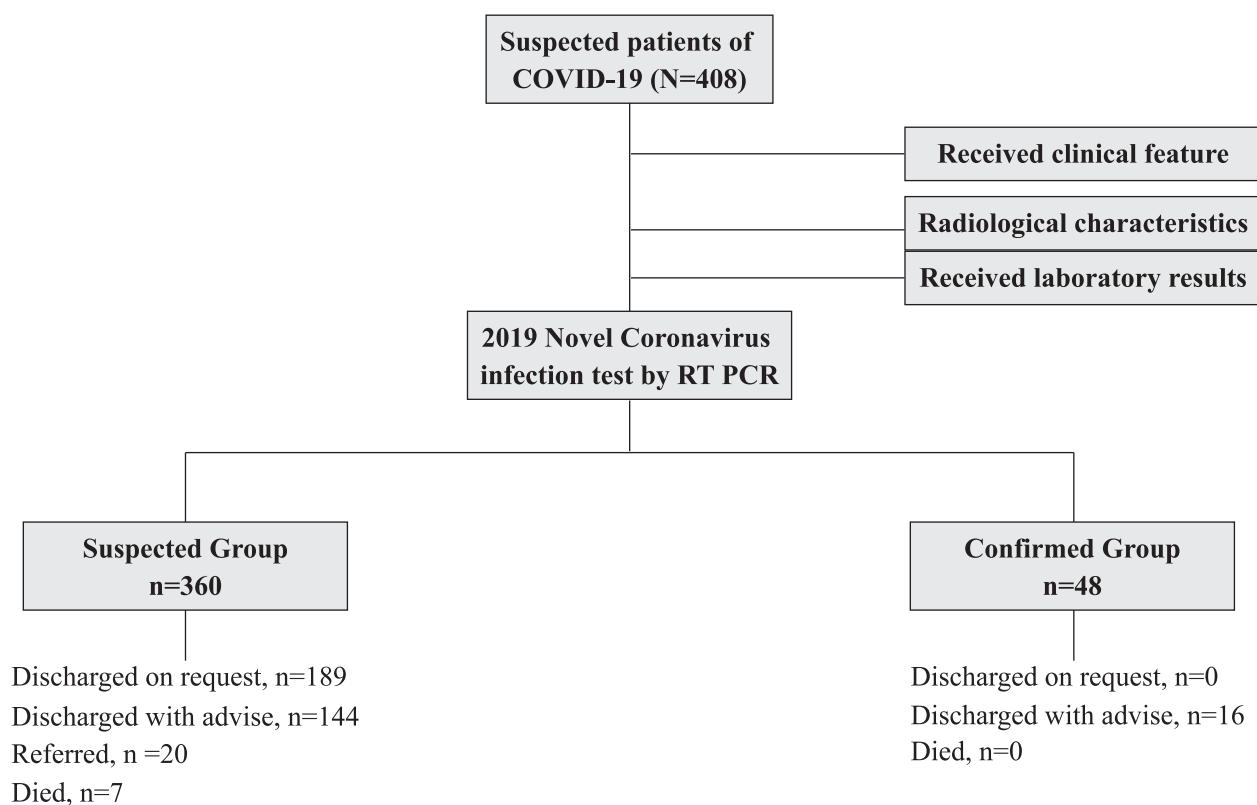 Suspected patients of
COVID-19 (N=408)
Received clinical feature
Radiological characteristics
Received laboratory results
2019 Novel Coronavirus
infection test by RT PCR
Suspected Group
n=360
Discharged on request, n=189
Discharged with advise, n=144
Referred, n =20
Died, n=7
Confirmed Group
n=48
Discharged on request, n=0
Discharged with advise, n=16
Died, n=0